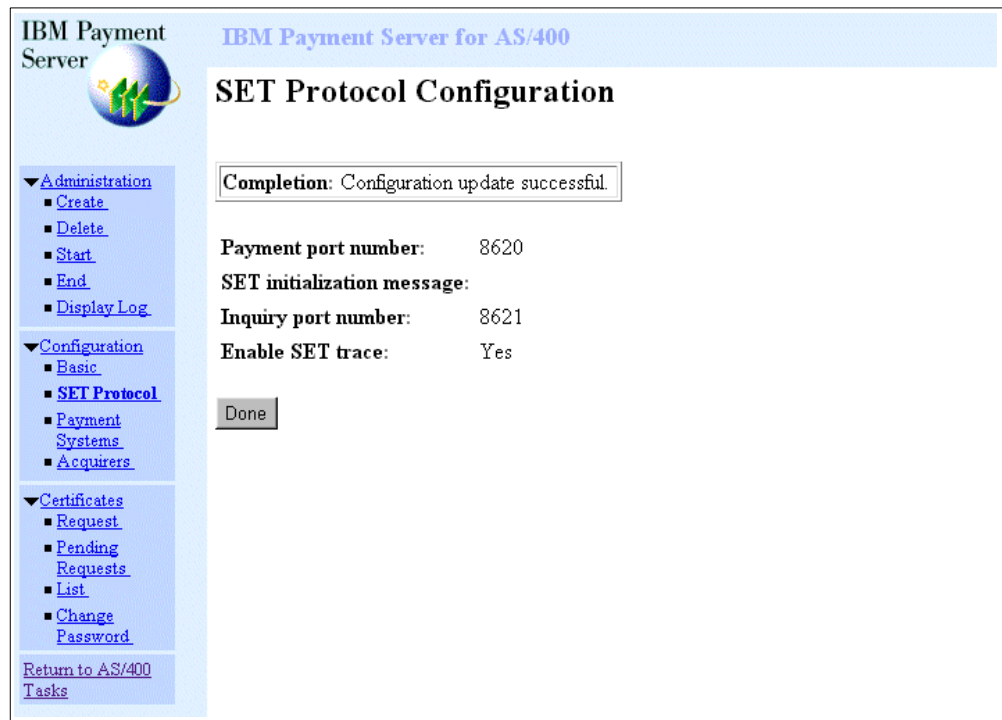 IBM Payment
Server
Administration
Create
Delete
Start
End
Display Log
Configuration
Basic
SET Protocol
Payment
Systems
Acquirers
Certificates
Request
Pending
Requests
List
Change
Password
Return to AS/400
Tasks
IBM Payment Server for AS/400
SET Protocol Configuration
Completion: Configuration update successful.
Payment port number: 8620
SET initialization message:
Inquiry port number: 8621
Enable SET trace: Yes
Done